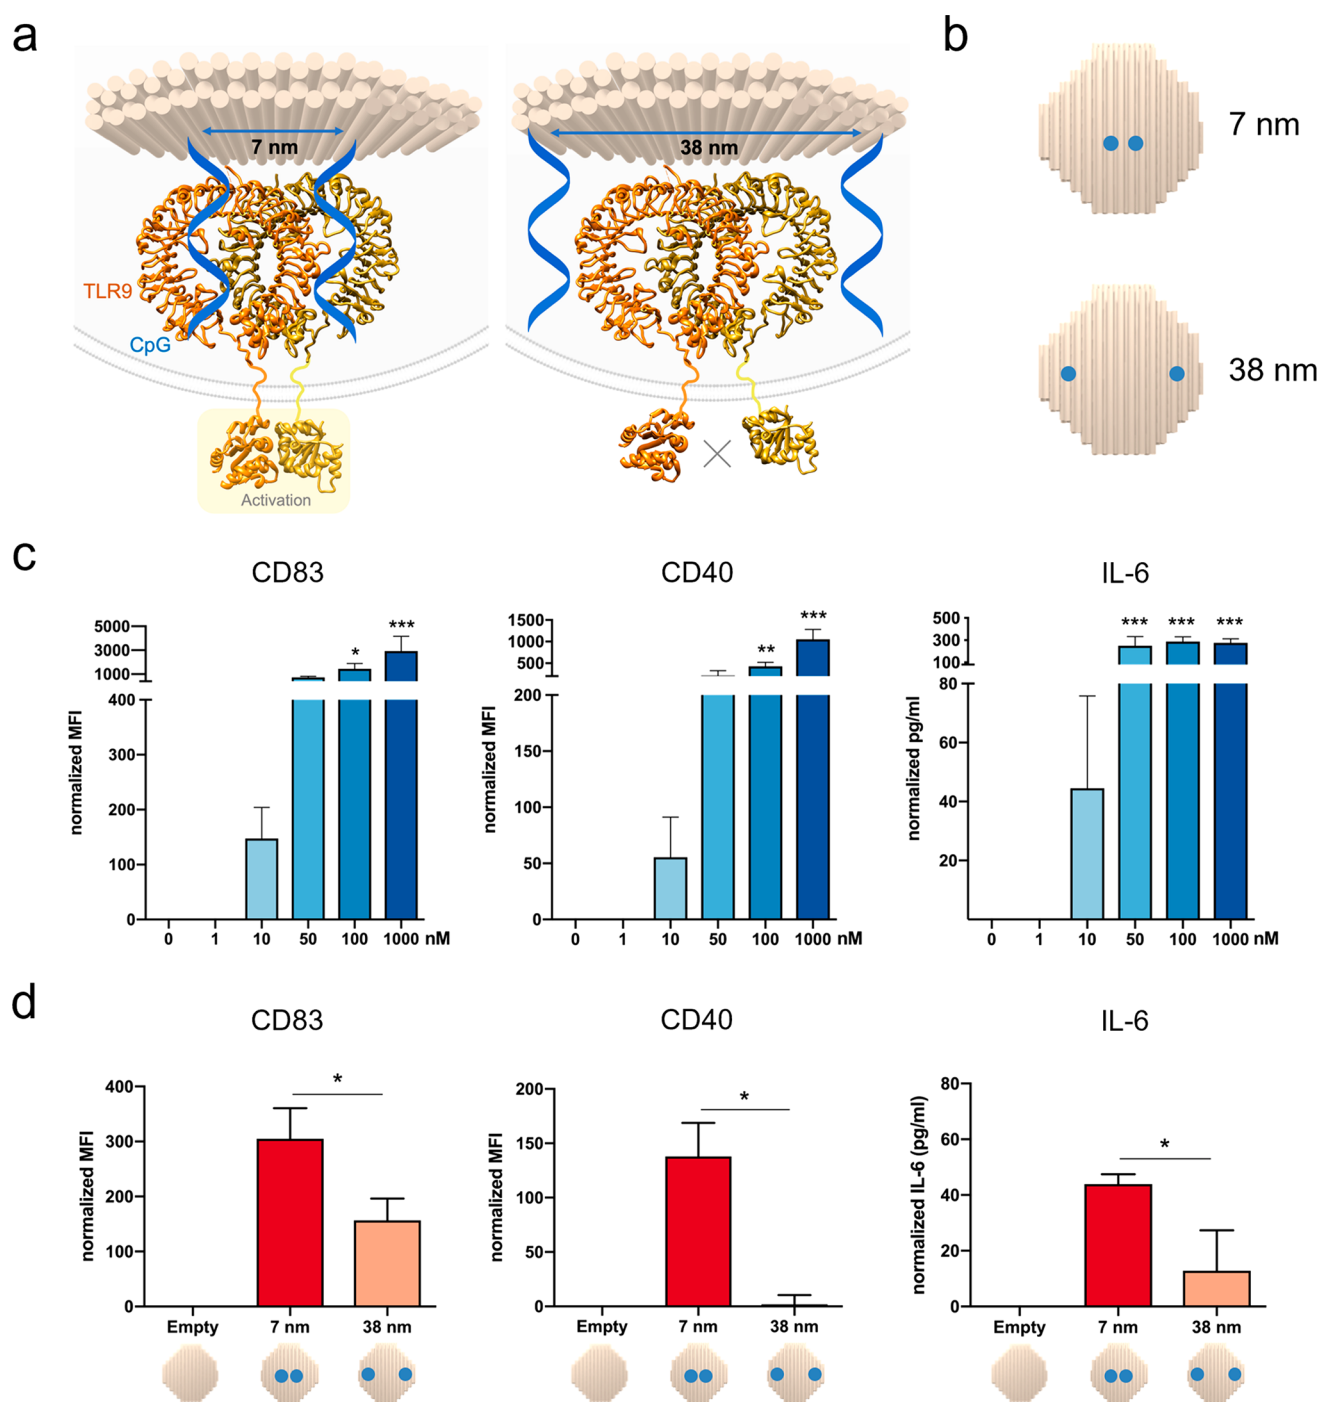 a
b
7 nm
38 nm
TLR9
CpG
Activation
7 nm
38 nm
c
CD83
CD40
IL-6
normalized MFI
5000
3000
1000
400
300
200
100
0
*
***
0 1 10 50 100 1000 nM
normalized MFI
1500
1000
500
200
150
100
50
0
**
***
0 1 10 50 100 1000 nM
normalized pg/ml
500
300
100
80
60
40
20
***
***
***
0 1 10 50 100 1000 nM
d
CD83
CD40
IL-6
normalized MFI
400
300
200
100
0
*
Empty 7 nm 38 nm
normalized MFI
200
150
100
50
0
*
Empty 7 nm 38 nm
normalized IL-6 (pg/ml)
80
60
40
20
0
*
Empty 7 nm 38 nm